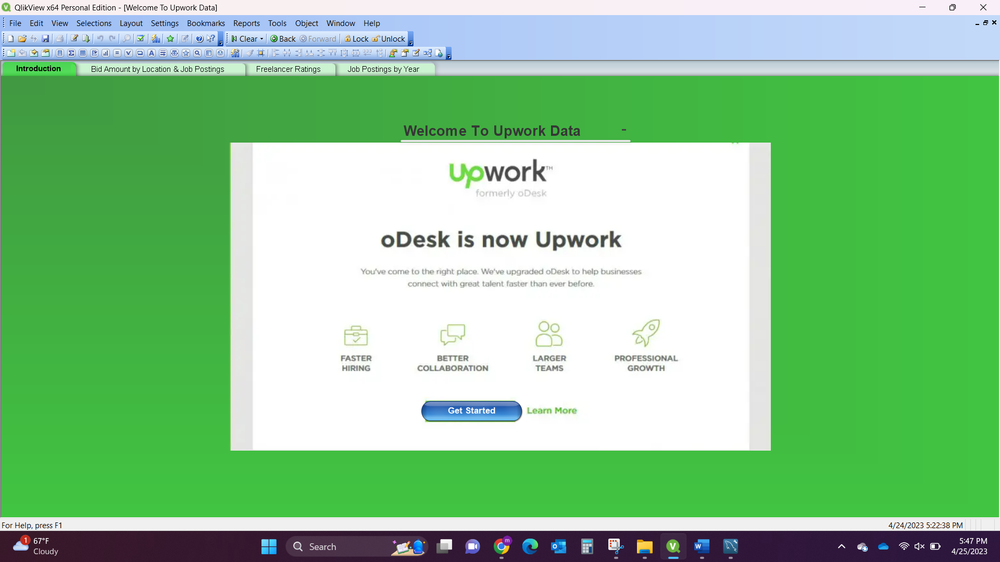 QlikView x64 Personal Edition - [Welcome To Upwork Data]
File Edit View Selections Layout Settings Bookmarks Reports Tools Object Window Help
Clear Back Forward Lock Unlock
Introduction Bid Amount by Location & Job Postings Freelancer Ratings Job Postings by Year
Welcome To Upwork Data -
upwork™
formerly oDesk
oDesk is now Upwork
You've come to the right place. We've upgraded oDesk to help businesses
connect with great talent faster than ever before.
FASTER
HIRING
BETTER
COLLABORATION
LARGER
TEAMS
PROFESSIONAL
GROWTH
Get Started Learn More
For Help, press F1
4/24/2023 5:22:38 PM
1
67°F
Cloudy
Search
m
5:47 PM
4/25/2023